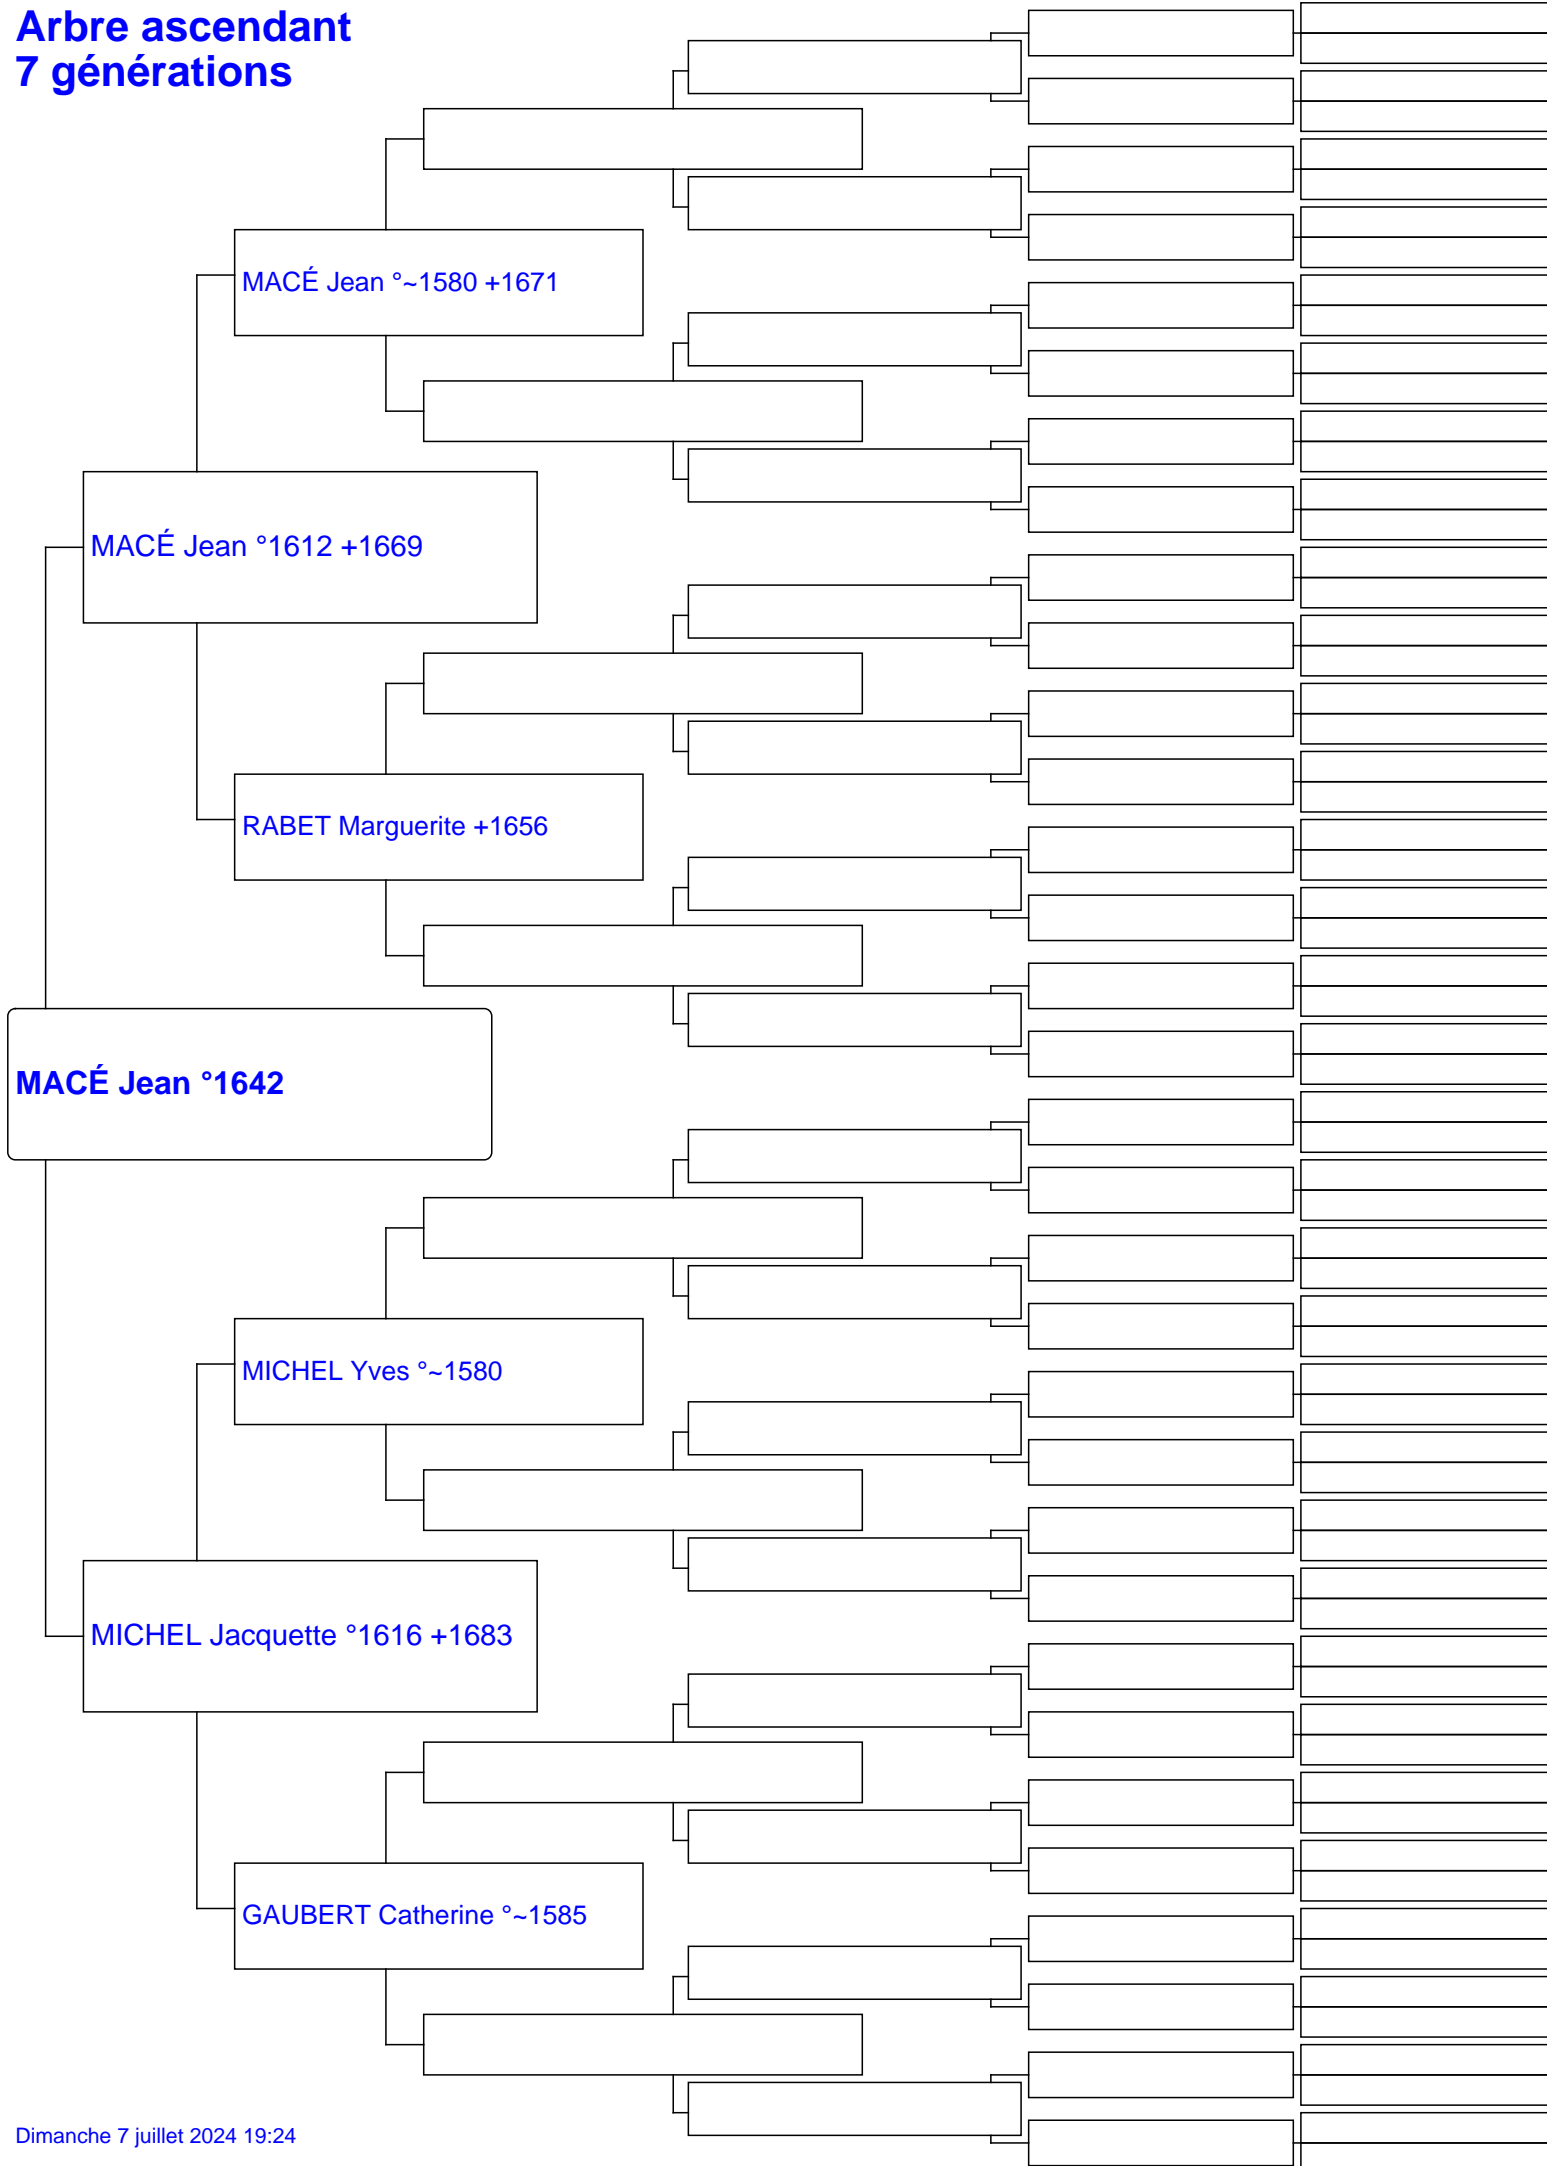 Arbre ascendant
7 générations
MACÉ Jean °~1580 +1671
MACÉ Jean °1612 +1669
RABET Marguerite +1656
MACÉ Jean °1642
MICHEL Yves °~1580
MICHEL Jacquette °1616 +1683
GAUBERT Catherine °~1585
Dimanche 7 juillet 2024 19:24